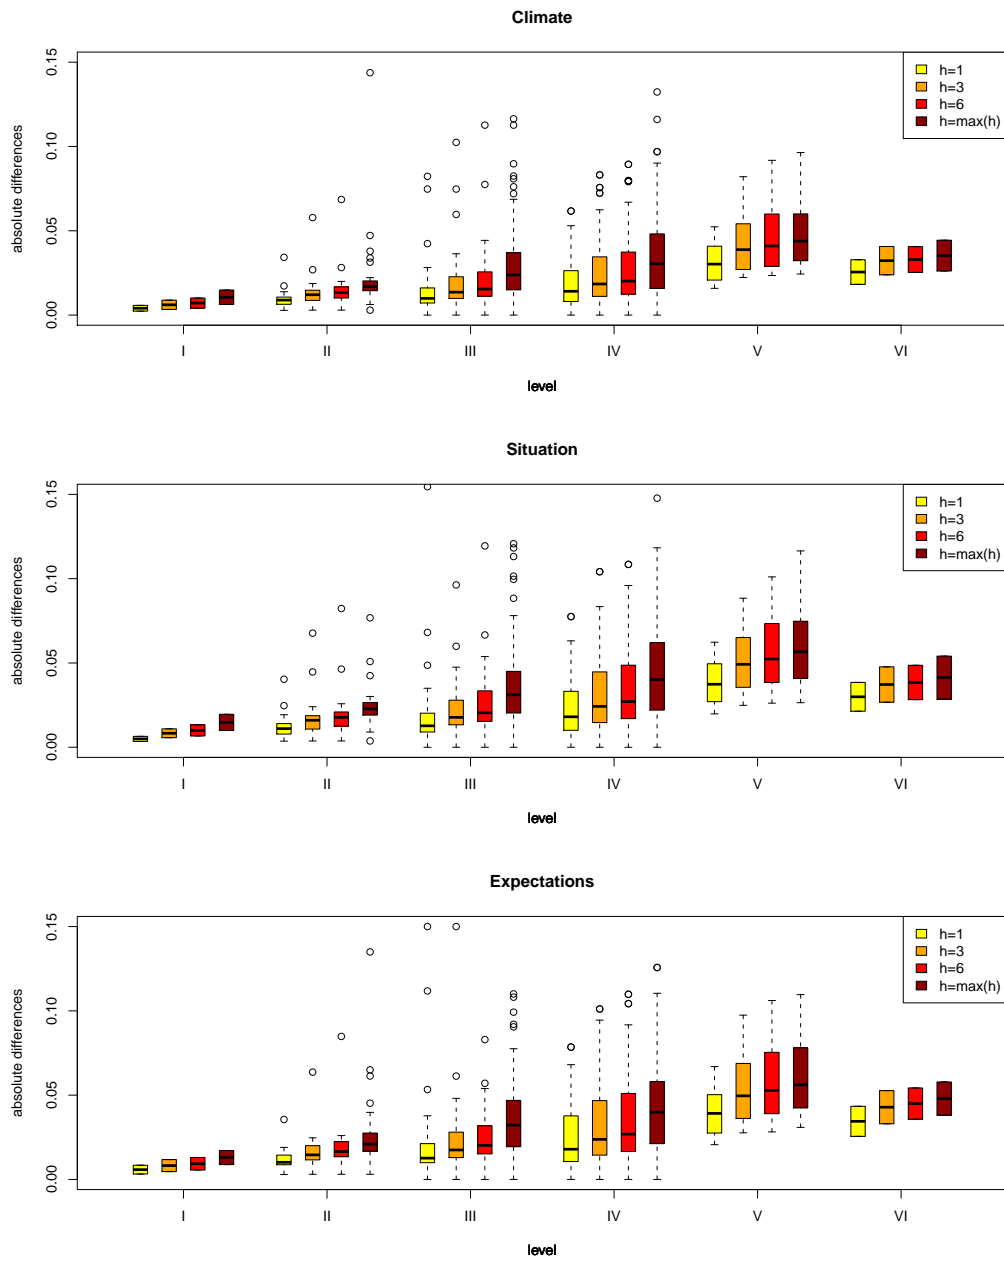 Climate
absolute differences
0.15
0.10
0.05
0.00
h=1
h=3
h=6
h=max(h)
I II III IV V VI
level
Situation
absolute differences
0.15
0.10
0.05
0.00
h=1
h=3
h=6
h=max(h)
I II III IV V VI
level
Expectations
absolute differences
0.15
0.10
0.05
0.00
h=1
h=3
h=6
h=max(h)
I II III IV V VI
level